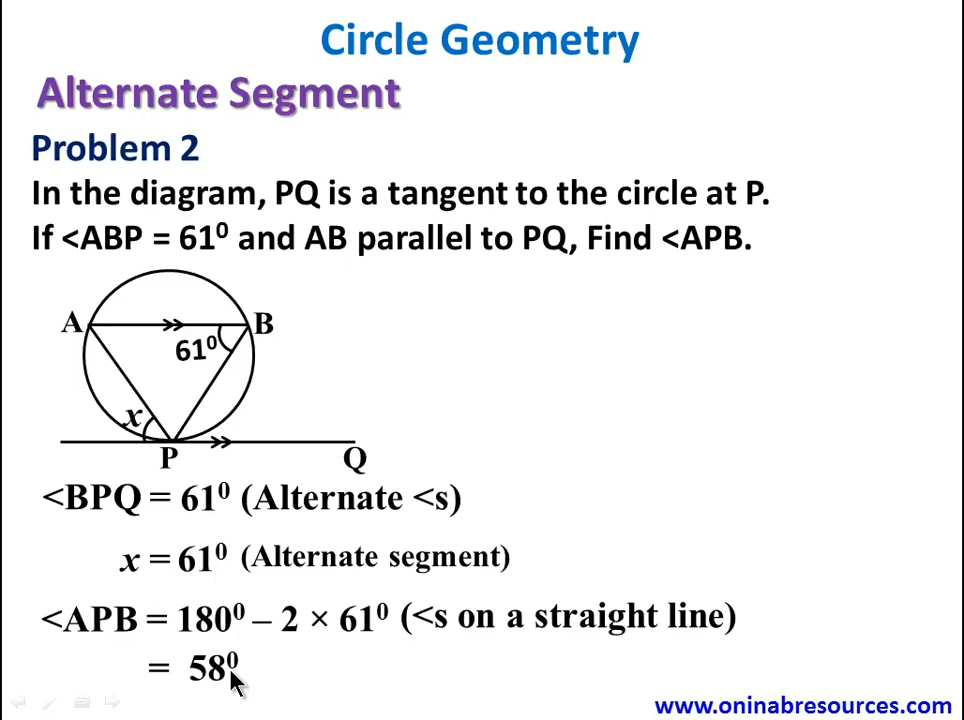 Circle Geometry
Alternate Segment
Problem 2
In the diagram, PQ is a tangent to the circle at P.
If <ABP = 61⁰ and AB parallel to PQ, Find <APB.
A
B
61⁰
x
P
Q
<BPQ = 61⁰ (Alternate <s)
x = 61⁰ (Alternate segment)
<APB = 180⁰ – 2 × 61⁰ (<s on a straight line)
= 58⁰
www.oninabresources.com